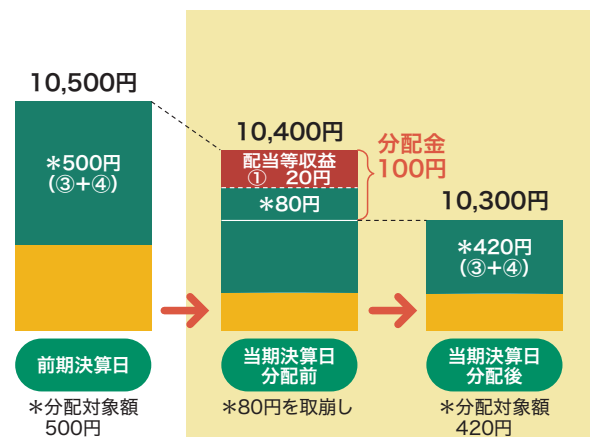 10,500円
＊500円
（③＋④）
前期決算日
＊分配対象額
500円
10,400円
配当等収益
① 20円
＊80円
分配金
100円
当期決算日
分配前
＊80円を取崩し
10,300円
＊420円
（③＋④）
当期決算日
分配後
＊分配対象額
420円